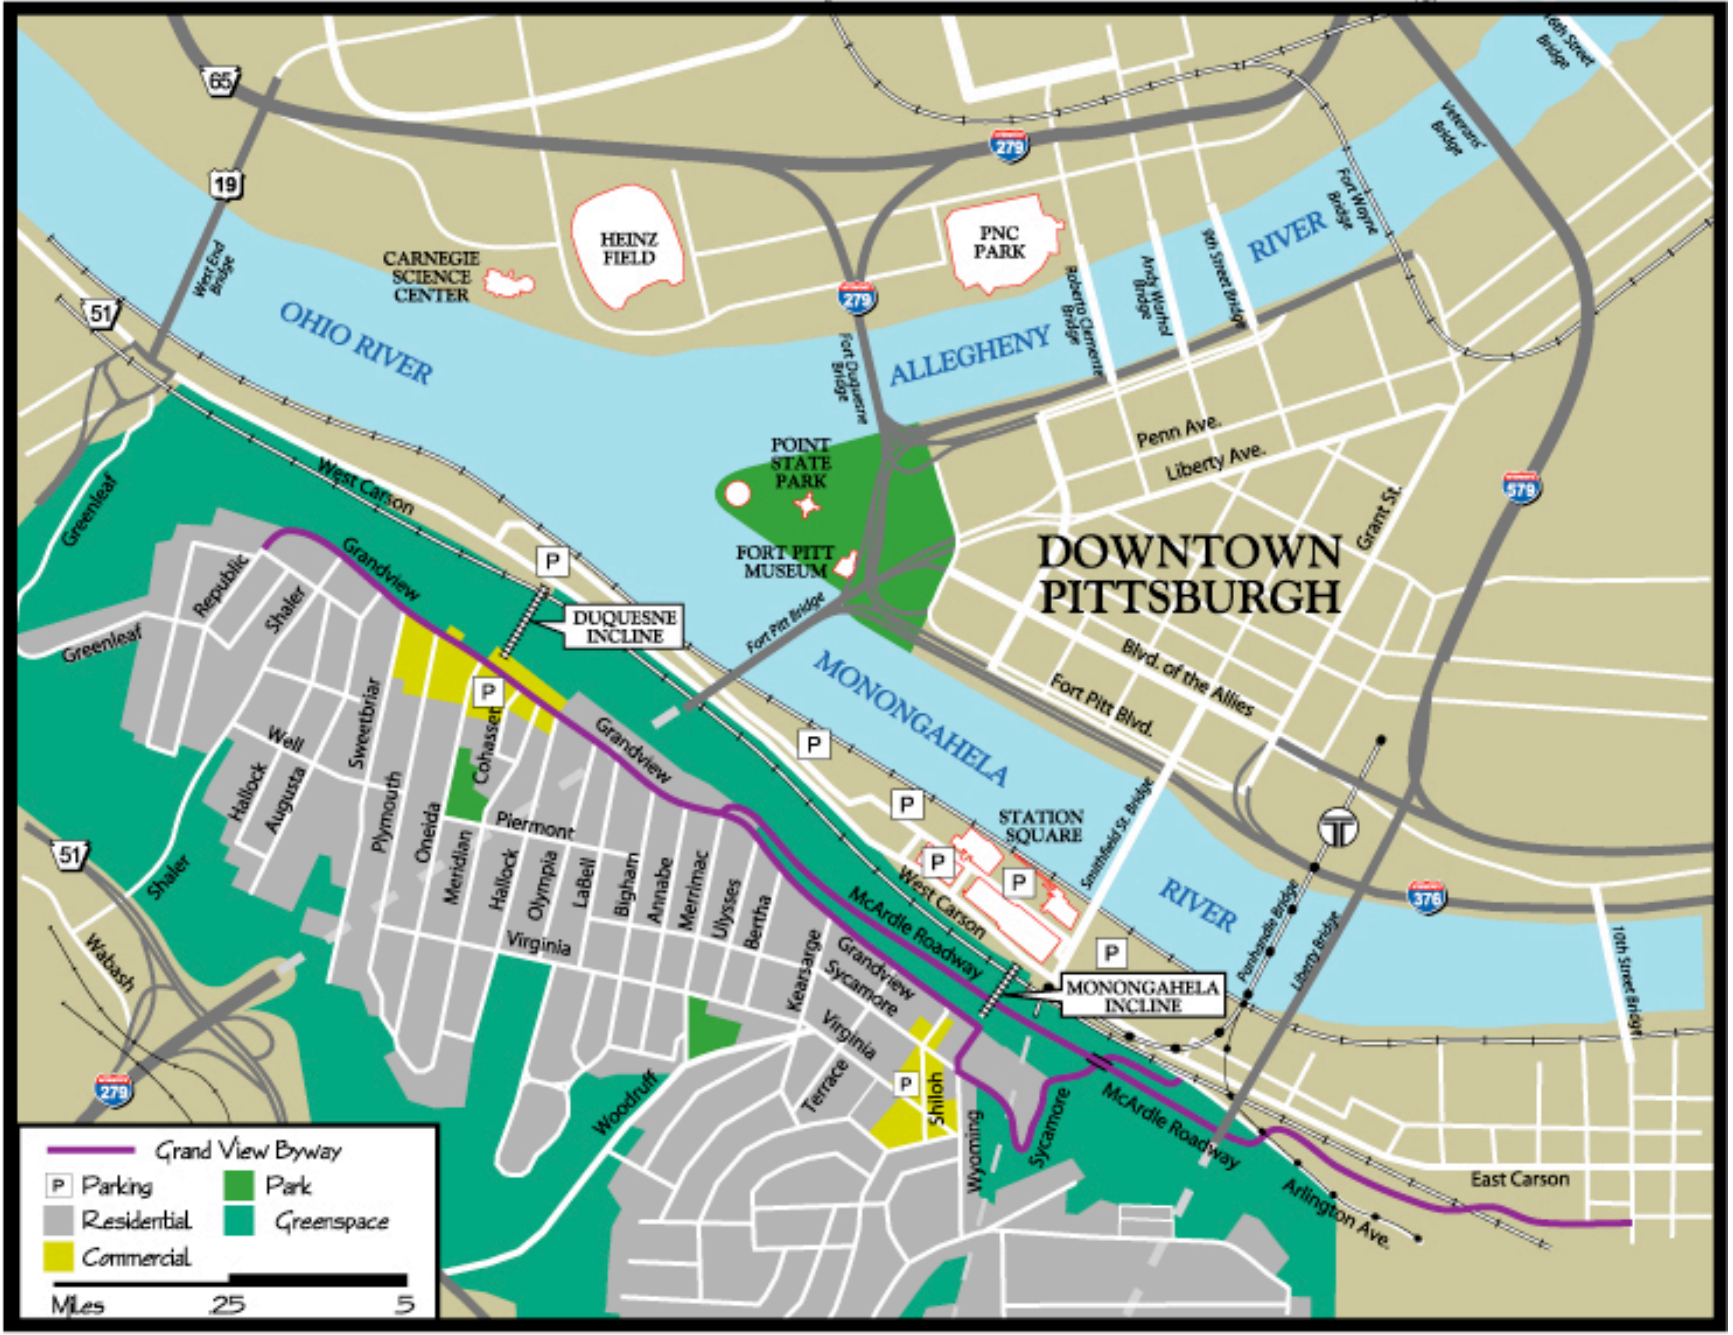 16th Street
Bridge
65
279
Veterans'
Bridge
19
Fort Wayne
Bridge
HEINZ
FIELD
PNC
PARK
RIVER
CARNEGIE
SCIENCE
CENTER
West End
Bridge
9th Street Bridge
Andy Warhol
Bridge
Roberto Clemente
Bridge
279
51
OHIO RIVER
ALLEGHENY
Fort Duquesne
Bridge
Penn Ave.
Liberty Ave.
POINT
STATE
PARK
579
West Carson
Greenleaf
Grant St.
DOWNTOWN
PITTSBURGH
FORT PITT
MUSEUM
P
Grandview
Republic
Shaler
DUQUESNE
INCLINE
Fort Pitt Bridge
Greenleaf
Blvd. of the Allies
Fort Pitt Blvd.
MONONGAHELA
P
Sweetbriar
Cohasset
Grandview
Well
P
Hallock
Augusta
Plymouth
Oneida
Piermont
P
STATION
SQUARE
Smithfield St. Bridge
T
51
Shaler
Meridian
Hallock
Olympia
LaBell
Bigham
Annabe
Merrimac
Ulysses
Bertha
P
P
West Carson
McArdle Roadway
RIVER
376
Panhandle Bridge
Liberty Bridge
10th Street Bridge
Wabash
Virginia
Kearsarge
Grandview
Sycamore
P
MONONGAHELA
INCLINE
Virginia
Terrace
P
Shiloh
279
Woodruff
Wyoming
Sycamore
McArdle Roadway
East Carson
Arlington Ave.
Grand View Byway
P Parking
Park
Residential
Greenspace
Commercial
Miles .25 .5